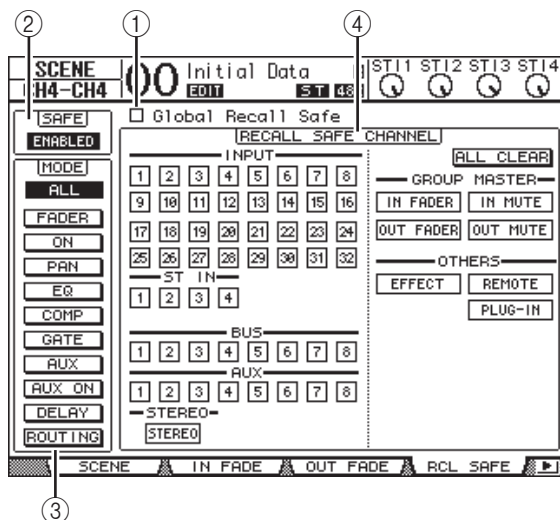 ② ① ④
SCENE 00 Initial Data STI1 STI2 STI3 STI4
CH4-CH4 EDIT ST 48
SAFE Global Recall Safe
ENABLED RECALL SAFE CHANNEL
MODE INPUT ALL CLEAR
ALL 1 2 3 4 5 6 7 8 GROUP MASTER
FADER 9 10 11 12 13 14 15 16 IN FADER IN MUTE
ON 17 18 19 20 21 22 23 24 OUT FADER OUT MUTE
PAN 25 26 27 28 29 30 31 32 OTHERS
EQ ST IN EFFECT REMOTE
COMP 1 2 3 4 PLUG-IN
GATE BUS
AUX 1 2 3 4 5 6 7 8
AUX ON AUX
DELAY 1 2 3 4 5 6 7 8
ROUTING STEREO
STEREO
SCENE IN FADE OUT FADE RCL SAFE
③